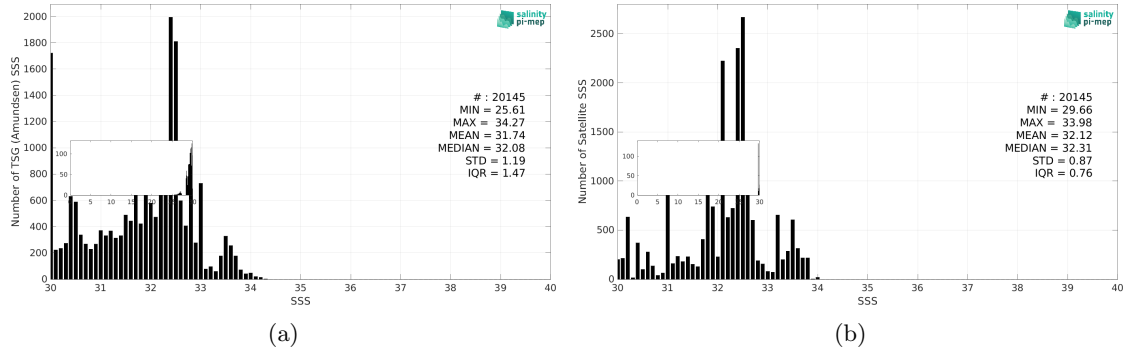 salinity
pi-mep
2000
1800
1600
1400
1200
1000
800
600
400
200
0
30 31 32 33 34 35 36 37 38 39 40
SSS
Number of TSG (Amundsen) SSS
100
50
0
0 5 10 15 20 25 30
# : 20145
MIN = 25.61
MAX = 34.27
MEAN = 31.74
MEDIAN = 32.08
STD = 1.19
IQR = 1.47
(a)
salinity
pi-mep
2500
2000
1500
1000
500
0
30 31 32 33 34 35 36 37 38 39 40
SSS
Number of Satellite SSS
100
50
0
0 5 10 15 20 25 30
# : 20145
MIN = 29.66
MAX = 33.98
MEAN = 32.12
MEDIAN = 32.31
STD = 0.87
IQR = 0.76
(b)